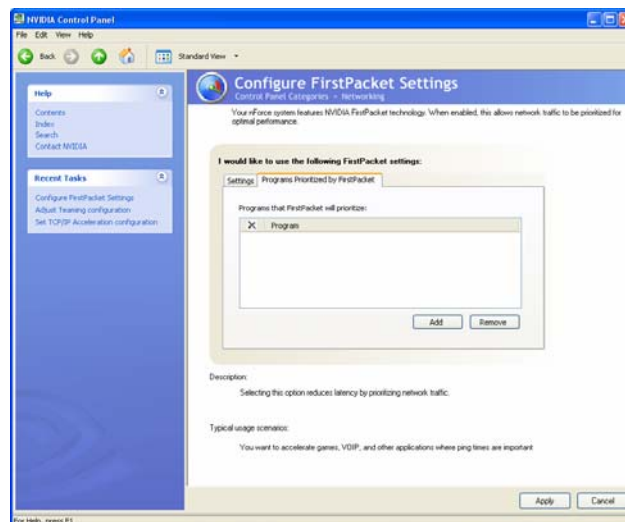 NVIDIA Control Panel
File Edit View Help
Back
Standard View
Help
Contents
Index
Search
Contact NVIDIA
Recent Tasks
Configure FirstPacket Settings
Adjust Teaming configuration
Set TCP/IP Acceleration configuration
Configure FirstPacket Settings
Control Panel Categories > Networking
Your nForce system features NVIDIA FirstPacket technology. When enabled, this allows network traffic to be prioritized for
optimal performance.
I would like to use the following FirstPacket settings:
Settings Programs Prioritized by FirstPacket
Programs that FirstPacket will prioritize:
Program
Add Remove
Description:
Selecting this option reduces latency by prioritizing network traffic.
Typical usage scenarios:
You want to accelerate games, VOIP, and other applications where ping times are important
Apply Cancel
For Help, press F1